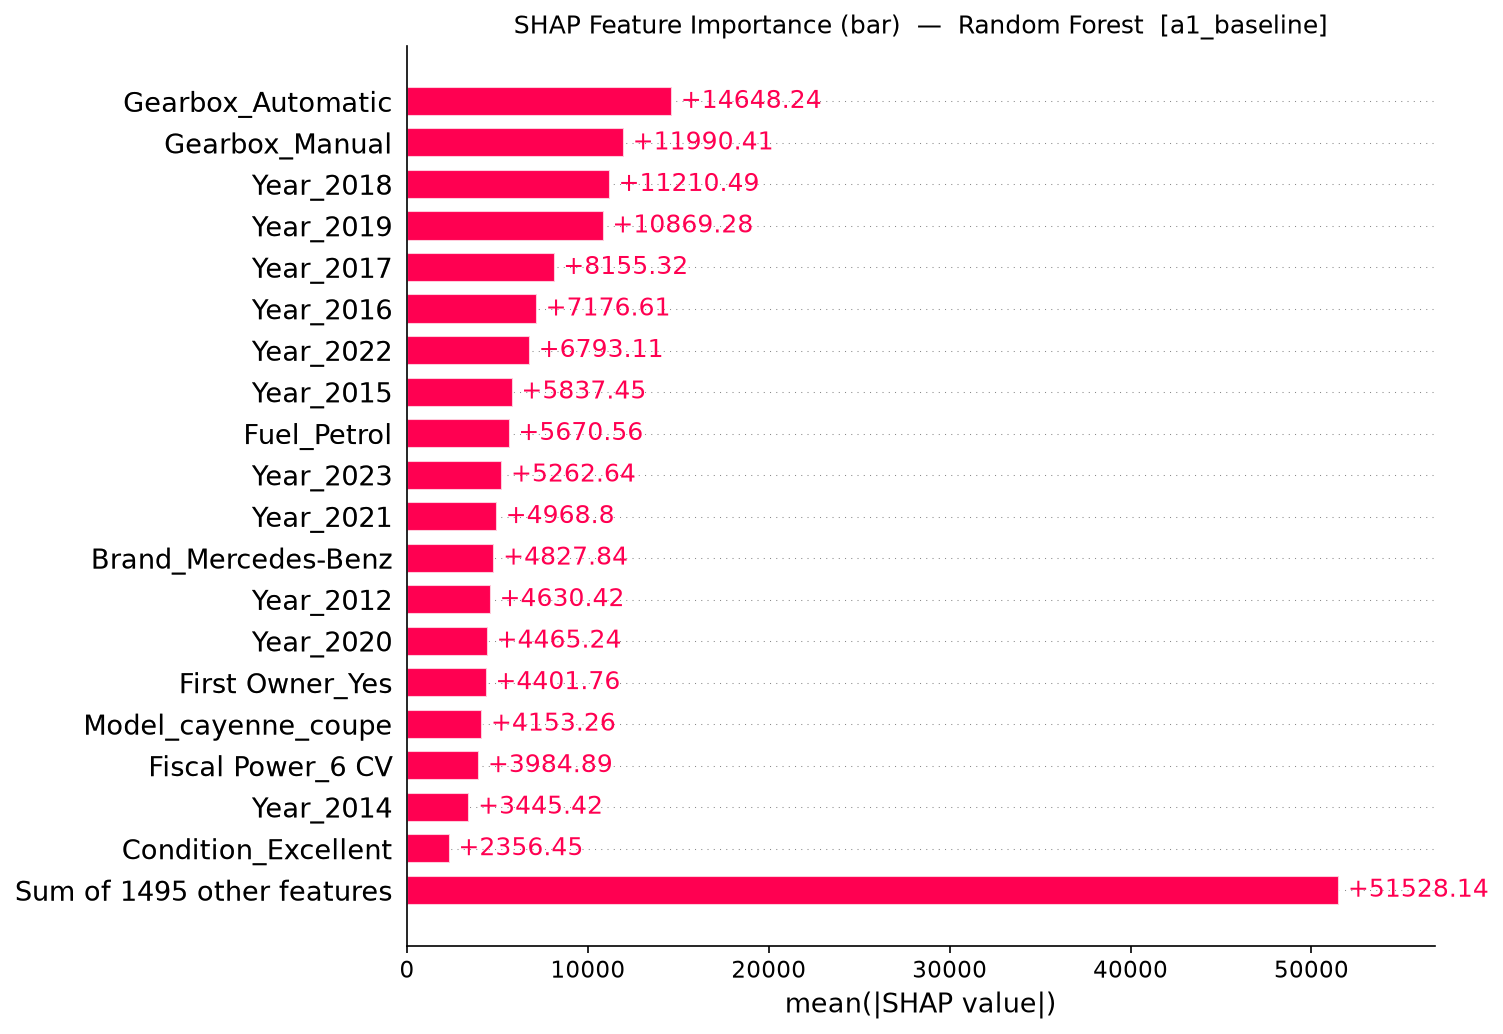 SHAP Feature Importance (bar) — Random Forest [a1_baseline]
Gearbox_Automatic +14648.24
Gearbox_Manual +11990.41
Year_2018 +11210.49
Year_2019 +10869.28
Year_2017 +8155.32
Year_2016 +7176.61
Year_2022 +6793.11
Year_2015 +5837.45
Fuel_Petrol +5670.56
Year_2023 +5262.64
Year_2021 +4968.8
Brand_Mercedes-Benz +4827.84
Year_2012 +4630.42
Year_2020 +4465.24
First Owner_Yes +4401.76
Model_cayenne_coupe +4153.26
Fiscal Power_6 CV +3984.89
Year_2014 +3445.42
Condition_Excellent +2356.45
Sum of 1495 other features +51528.14
0 10000 20000 30000 40000 50000
mean(|SHAP value|)